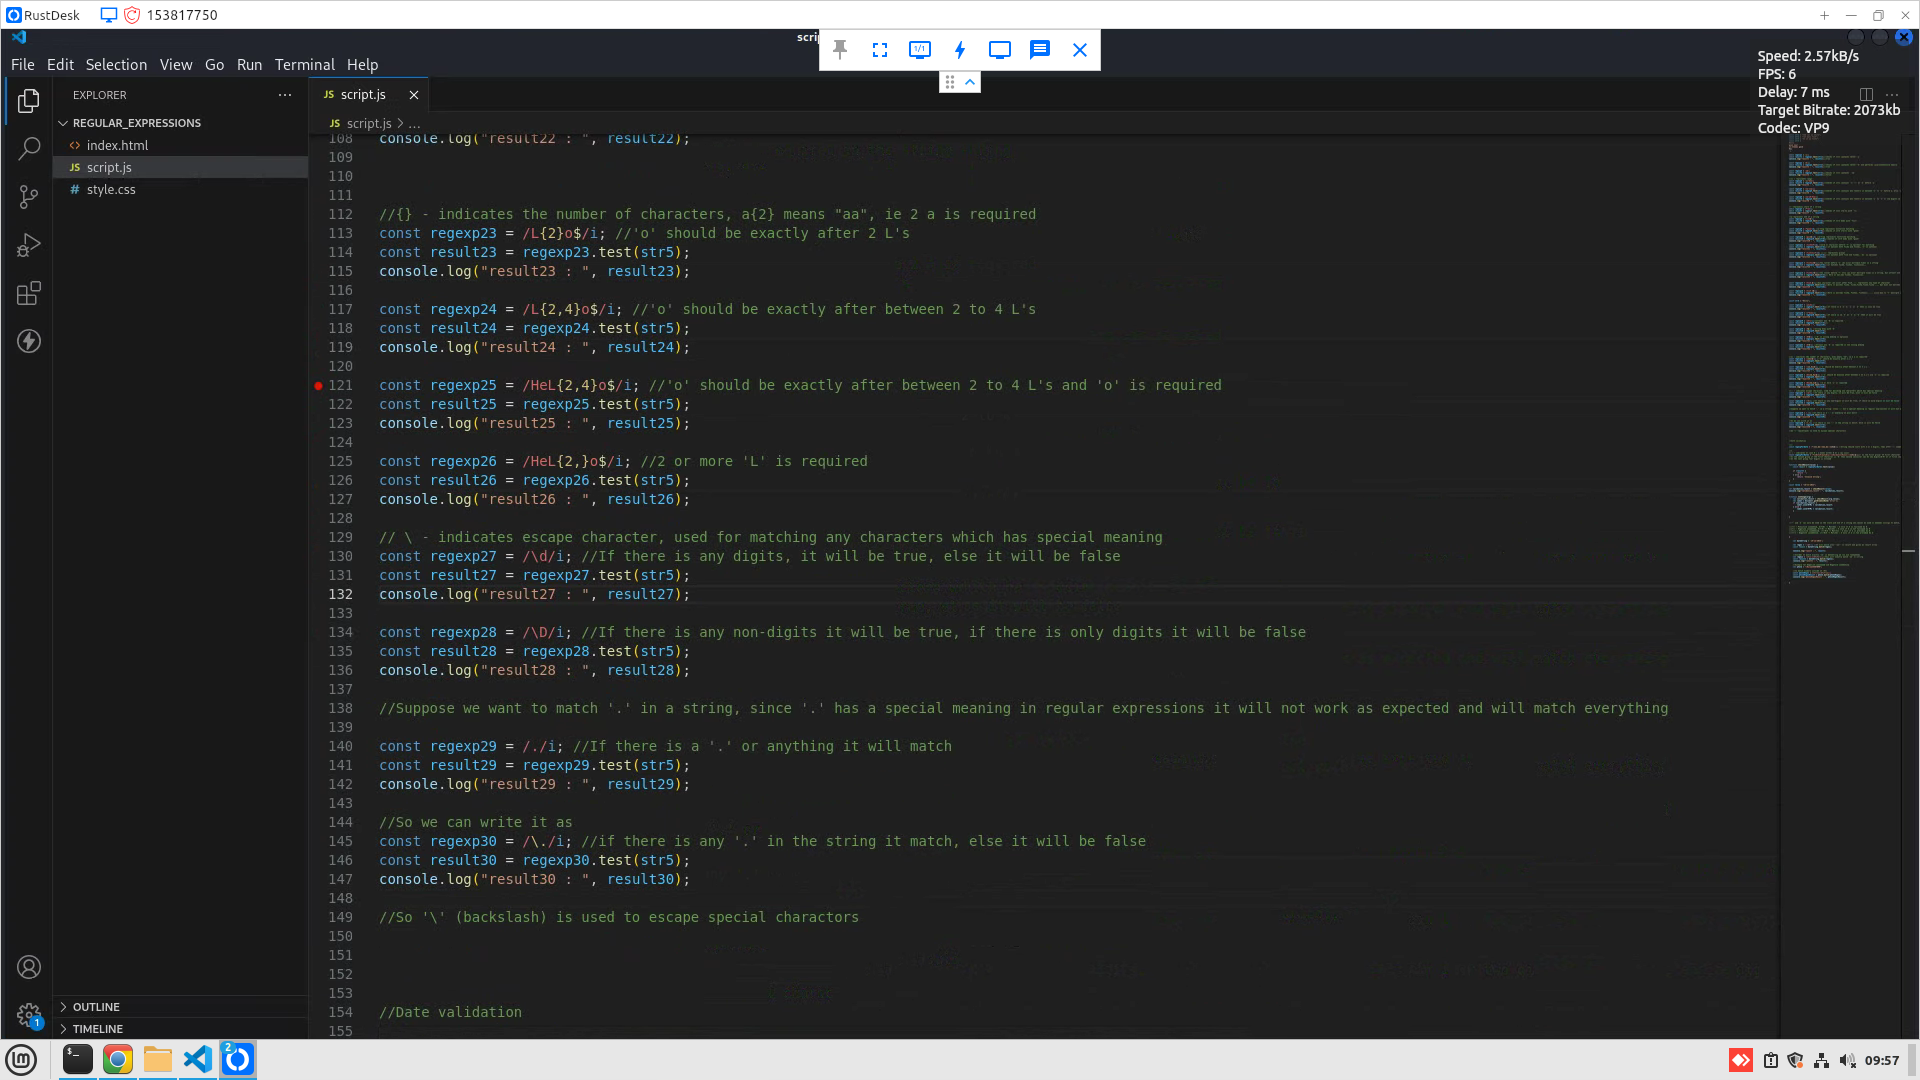 RustDesk 153817750
scrip
File Edit Selection View Go Run Terminal Help
Speed: 2.57kB/s
FPS: 6
Delay: 7 ms
Target Bitrate: 2073kb
Codec: VP9
EXPLORER
REGULAR_EXPRESSIONS
index.html
JS script.js
# style.css
OUTLINE
TIMELINE
JS script.js
JS script.js > ...
108 console.log("result22 : ", result22);
109
110
111
112 //{} - indicates the number of characters, a{2} means "aa", ie 2 a is required
113 const regexp23 = /L{2}o$/i; //'o' should be exactly after 2 L's
114 const result23 = regexp23.test(str5);
115 console.log("result23 : ", result23);
116
117 const regexp24 = /L{2,4}o$/i; //'o' should be exactly after between 2 to 4 L's
118 const result24 = regexp24.test(str5);
119 console.log("result24 : ", result24);
120
121 const regexp25 = /HeL{2,4}o$/i; //'o' should be exactly after between 2 to 4 L's and 'o' is required
122 const result25 = regexp25.test(str5);
123 console.log("result25 : ", result25);
124
125 const regexp26 = /HeL{2,}o$/i; //2 or more 'L' is required
126 const result26 = regexp26.test(str5);
127 console.log("result26 : ", result26);
128
129 // \ - indicates escape character, used for matching any characters which has special meaning
130 const regexp27 = /\d/i; //If there is any digits, it will be true, else it will be false
131 const result27 = regexp27.test(str5);
132 console.log("result27 : ", result27);
133
134 const regexp28 = /\D/i; //If there is any non-digits it will be true, if there is only digits it will be false
135 const result28 = regexp28.test(str5);
136 console.log("result28 : ", result28);
137
138 //Suppose we want to match '.' in a string, since '.' has a special meaning in regular expressions it will not work as expected and will match everything
139
140 const regexp29 = /./i; //If there is a '.' or anything it will match
141 const result29 = regexp29.test(str5);
142 console.log("result29 : ", result29);
143
144 //So we can write it as
145 const regexp30 = /\./i; //if there is any '.' in the string it match, else it will be false
146 const result30 = regexp30.test(str5);
147 console.log("result30 : ", result30);
148
149 //So '\' (backslash) is used to escape special charactors
150
151
152
153
154 //Date validation
155
1
2
09:57